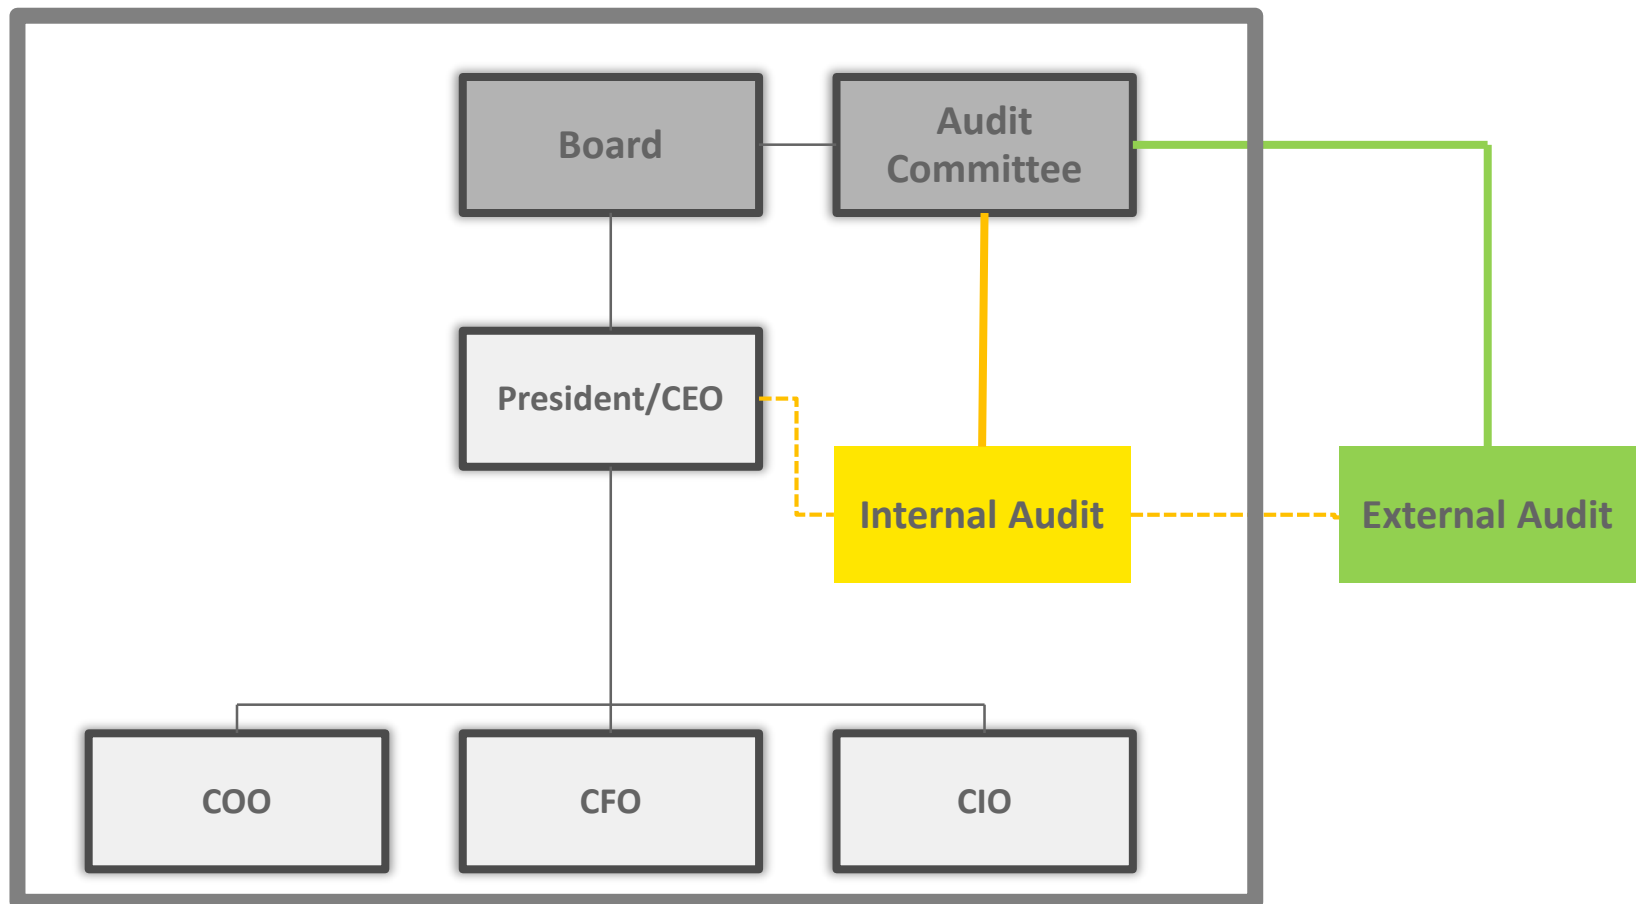 Board
Audit
Committee
President/CEO
Internal Audit
External Audit
COO
CFO
CIO